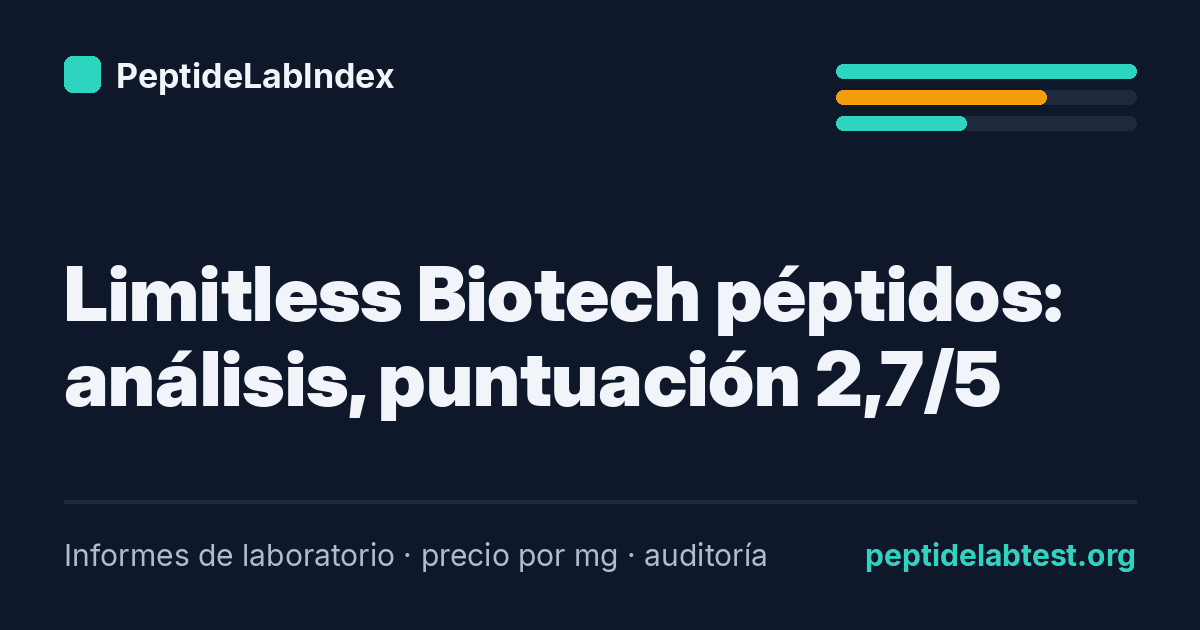 PeptideLabIndex
Limitless Biotech péptidos:
análisis, puntuación 2,7/5
Informes de laboratorio · precio por mg · auditoría
peptidelabtest.org